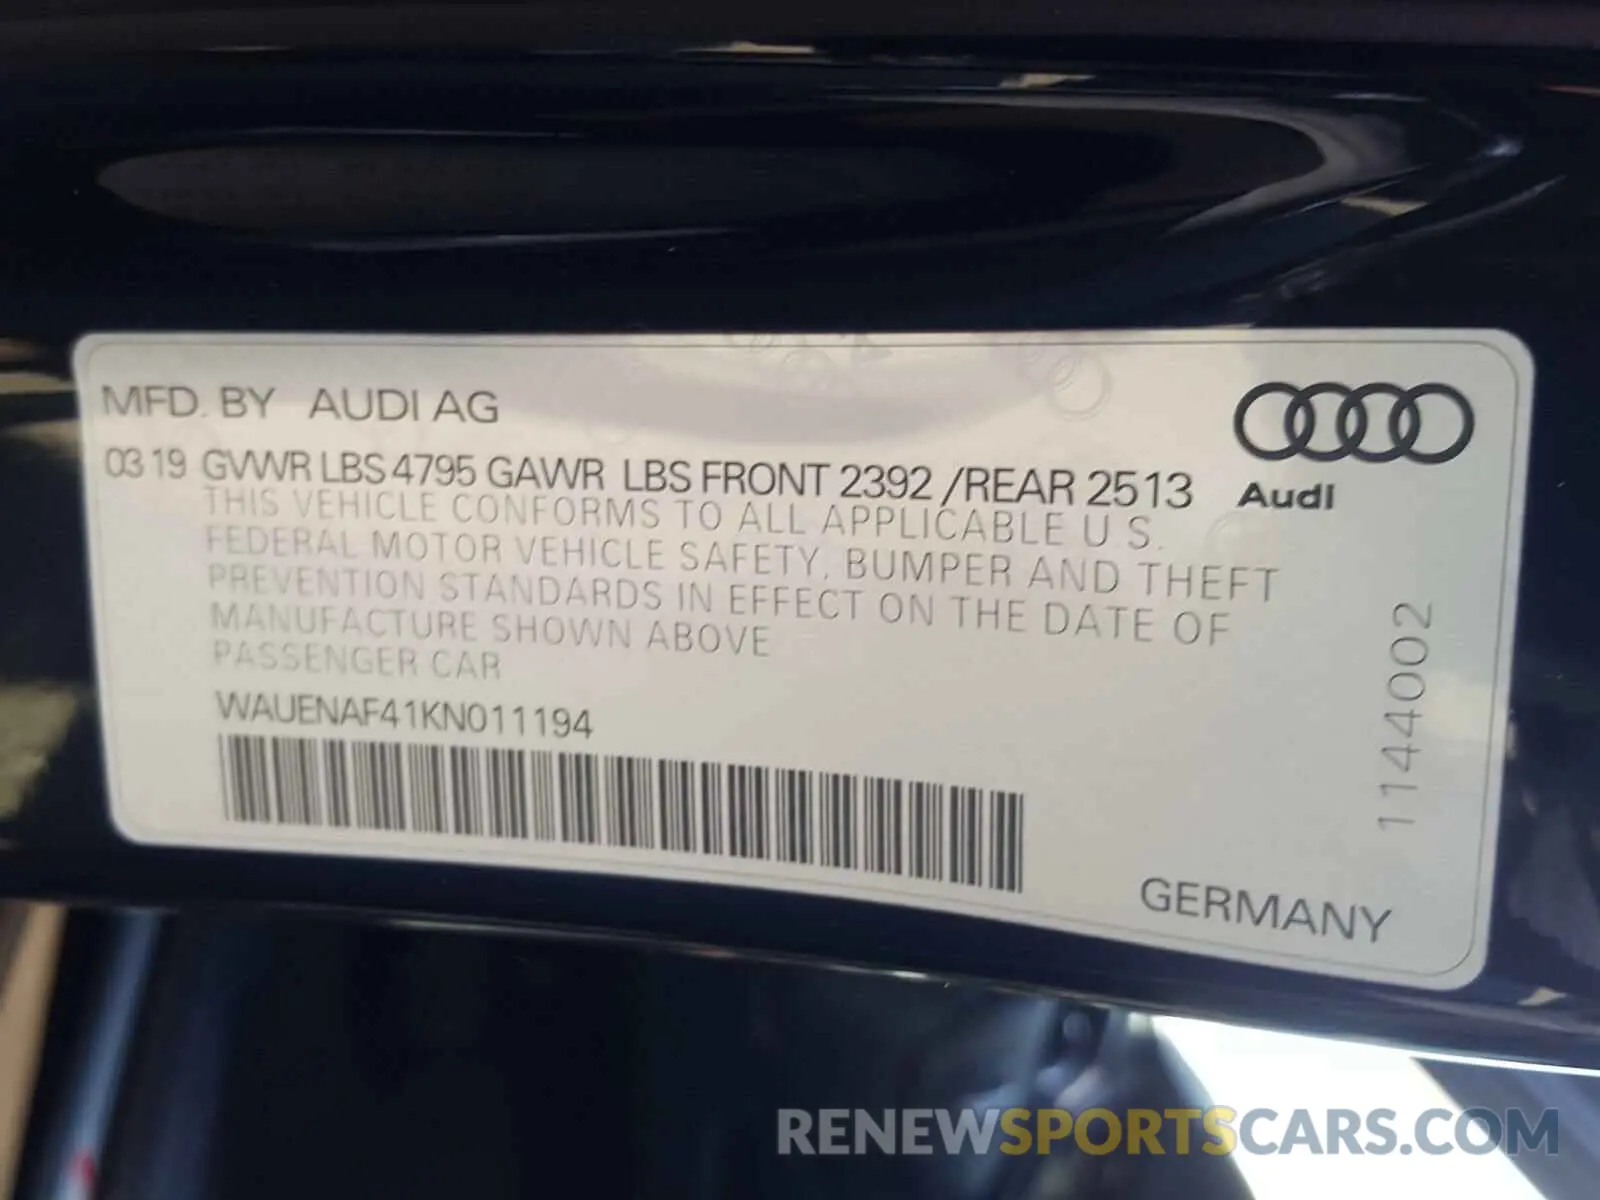 MFD. BY AUDI AG
03 19 GVWR LBS 4795 GAWR LBS FRONT 2392 /REAR 2513
THIS VEHICLE CONFORMS TO ALL APPLICABLE U.S.
FEDERAL MOTOR VEHICLE SAFETY, BUMPER AND THEFT
PREVENTION STANDARDS IN EFFECT ON THE DATE OF
MANUFACTURE SHOWN ABOVE
PASSENGER CAR
WAUENAF41KN011194
Audi
1144002
GERMANY
RENEWSPORTSCARS.COM